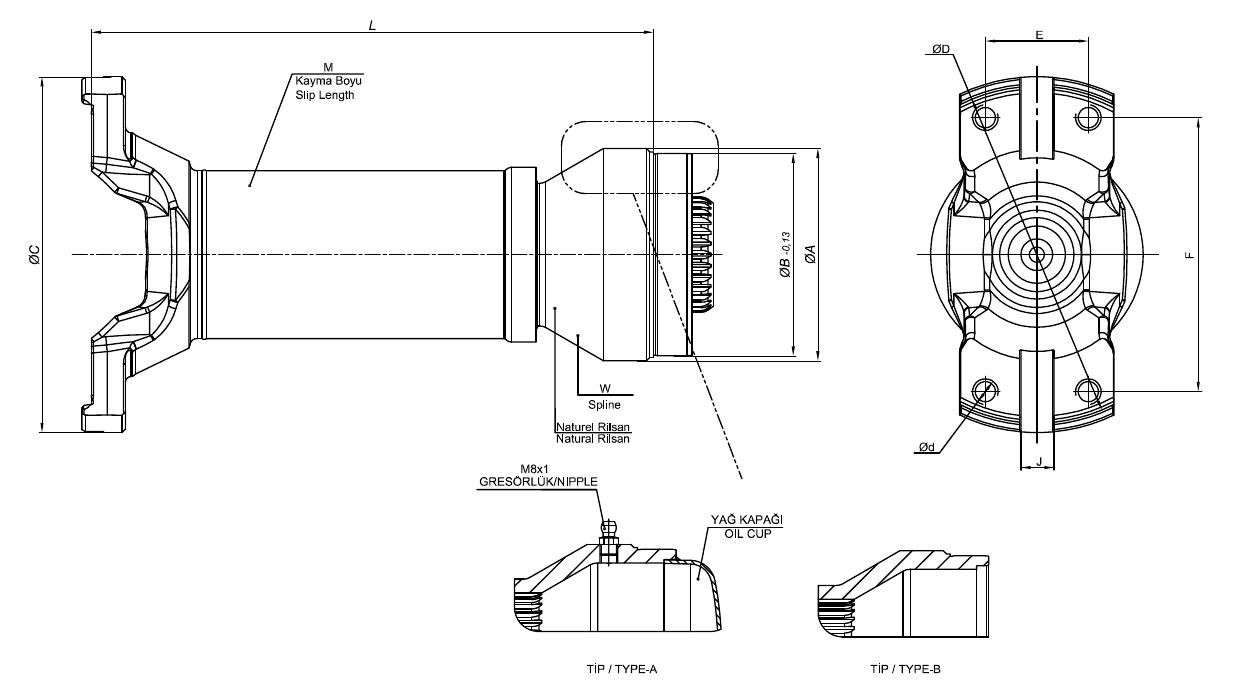 L
M
Kayma Boyu
Slip Length
ØC
ØB -0,13
ØA
W
Spline
Naturel Rilsan
Natural Rilsan
ØD
E
F
Ød
J
M8x1
GRESÖRLÜK/NIPPLE
YAĞ KAPAĞI
OIL CUP
TİP / TYPE-A
TİP / TYPE-B